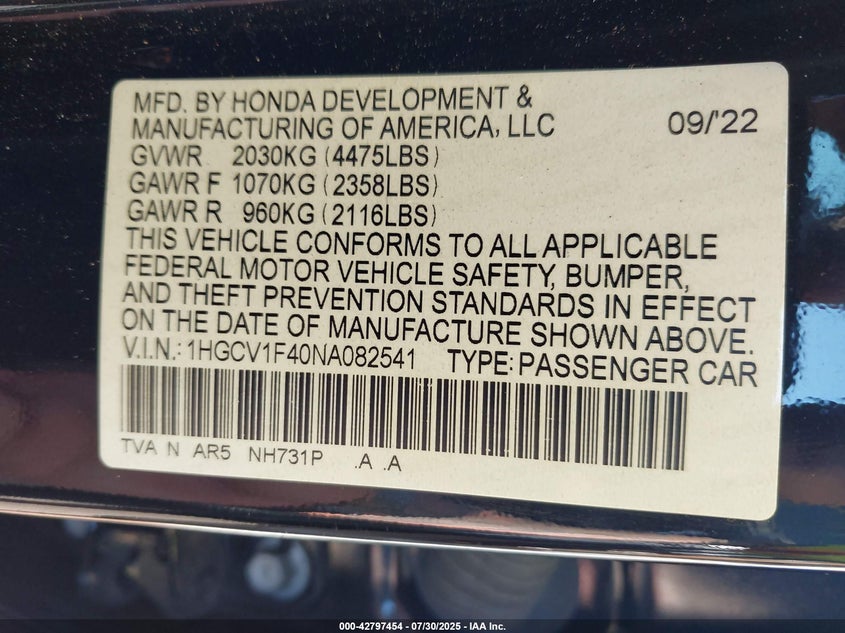 MFD. BY HONDA DEVELOPMENT &
MANUFACTURING OF AMERICA, LLC 09/'22
GVWR 2030KG (4475LBS)
GAWR F 1070KG (2358LBS)
GAWR R 960KG (2116LBS)
THIS VEHICLE CONFORMS TO ALL APPLICABLE
FEDERAL MOTOR VEHICLE SAFETY, BUMPER,
AND THEFT PREVENTION STANDARDS IN EFFECT
ON THE DATE OF MANUFACTURE SHOWN ABOVE.
V.I.N.: 1HGCV1F40NA082541 TYPE: PASSENGER CAR
TVA N AR5 NH731P .A .A
000-42797454 / 07/30/2025 - IAA Inc.